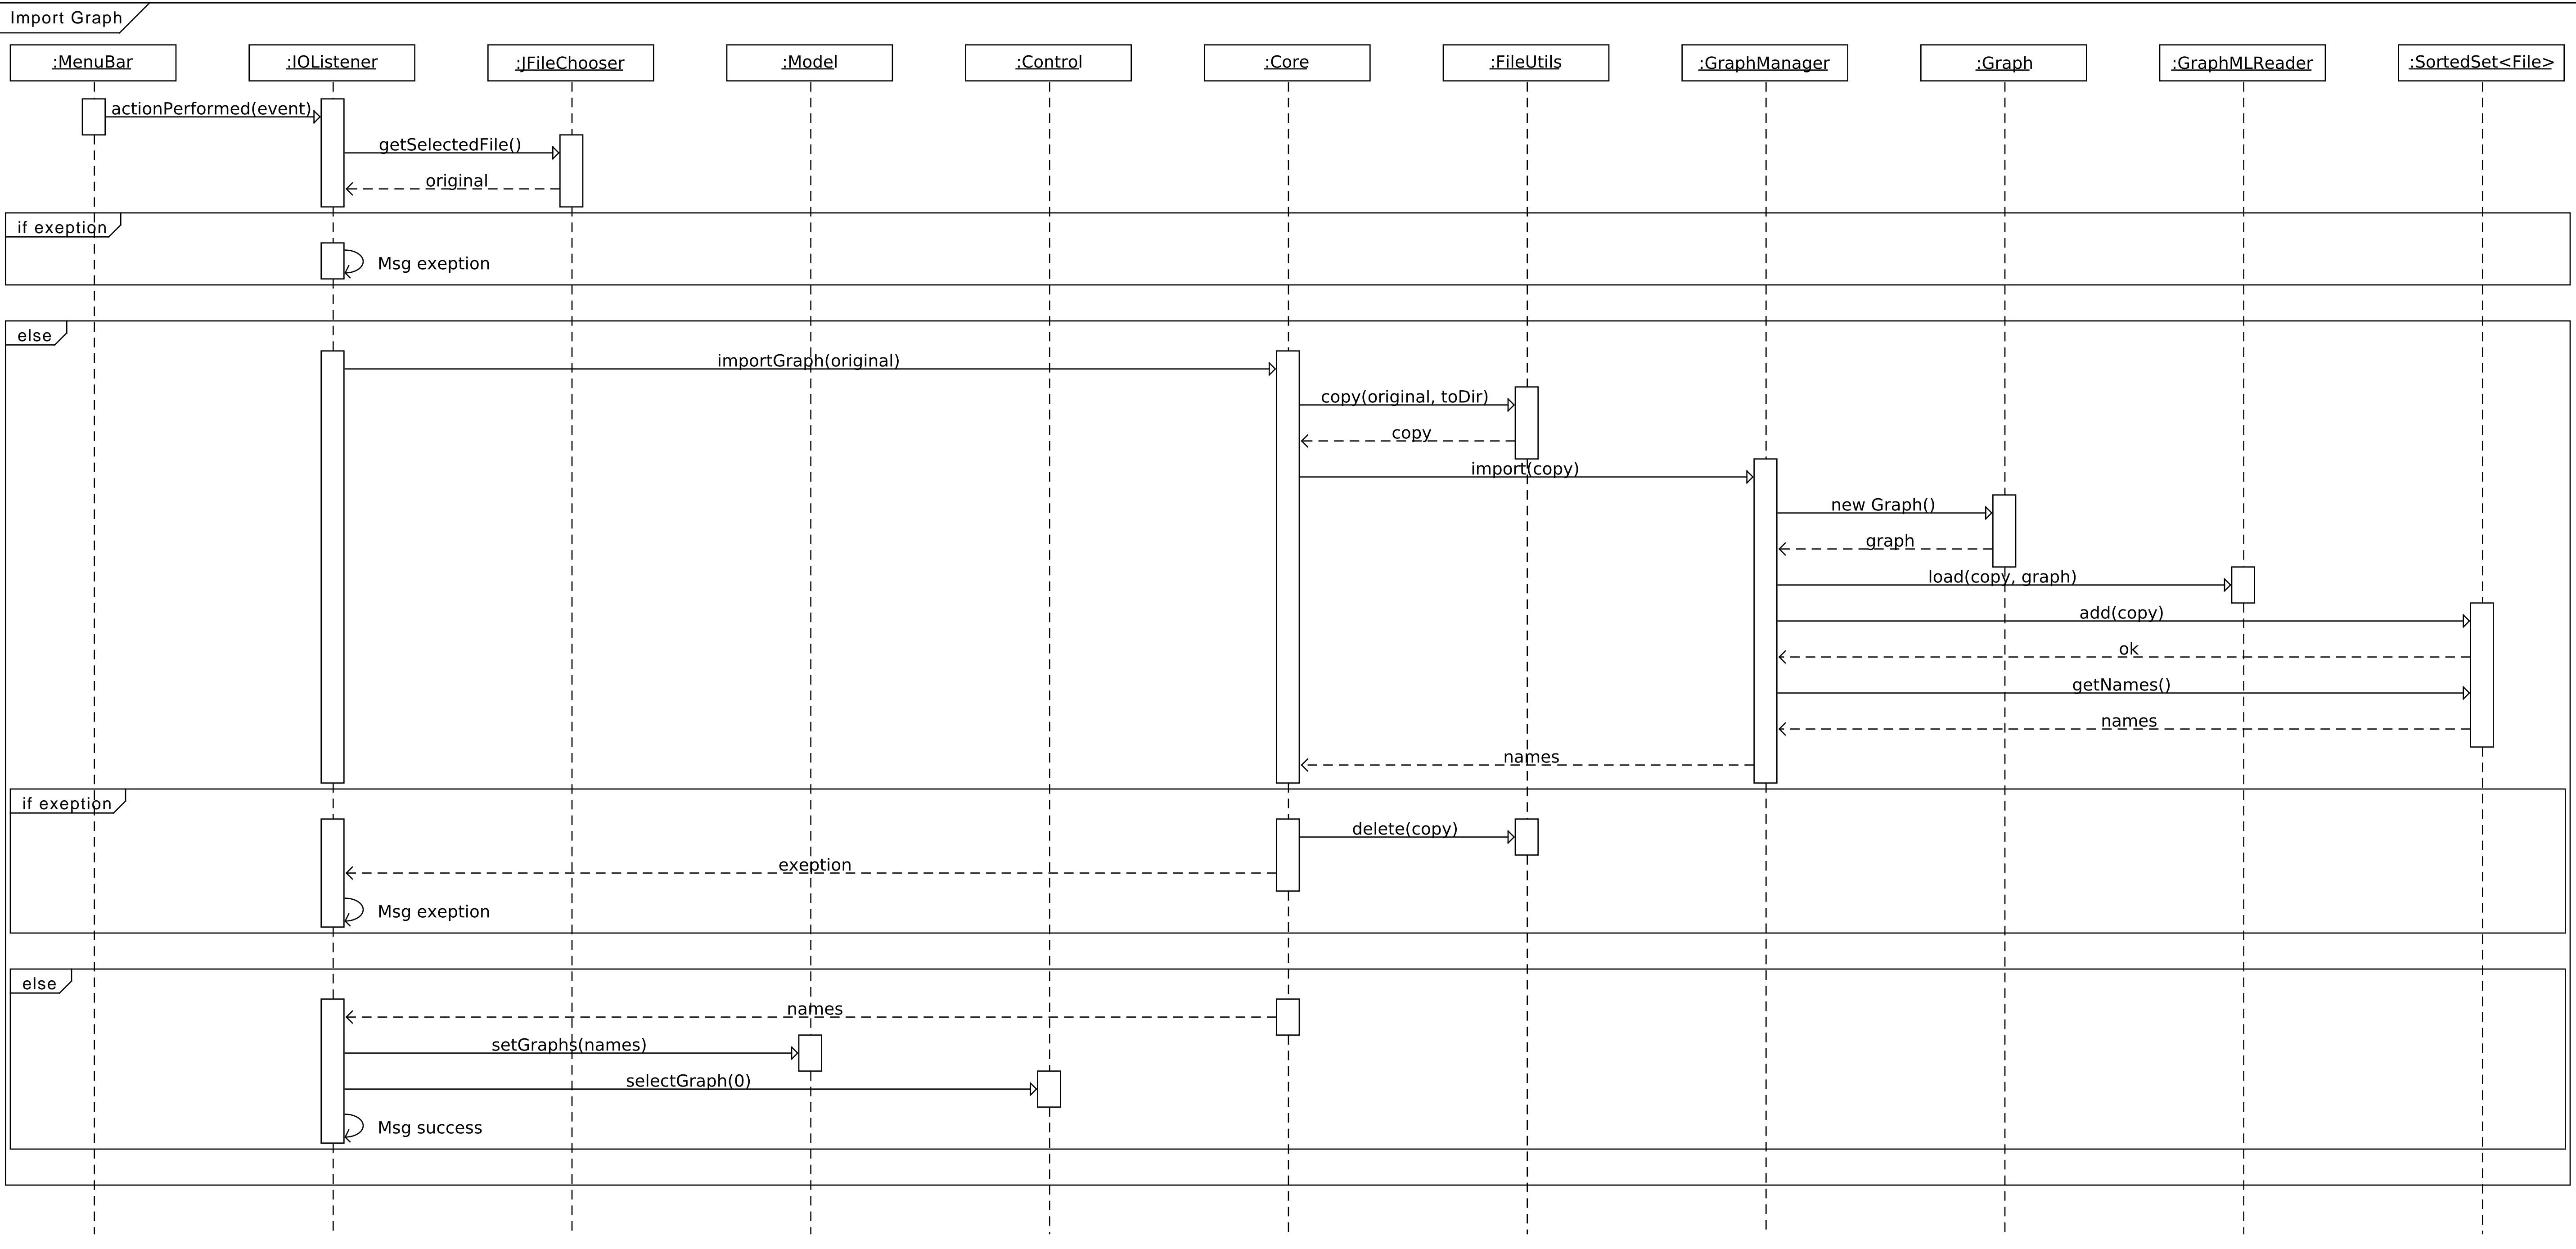 Import Graph
:MenuBar
:IOListener
:JFileChooser
:Model
:Control
:Core
:FileUtils
:GraphManager
:Graph
:GraphMLReader
:SortedSet<File>
actionPerformed(event)
getSelectedFile()
original
if exeption
Msg exeption
else
importGraph(original)
copy(original, toDir)
copy
import(copy)
new Graph()
graph
load(copy, graph)
add(copy)
ok
getNames()
names
names
if exeption
delete(copy)
exeption
Msg exeption
else
names
setGraphs(names)
selectGraph(0)
Msg success